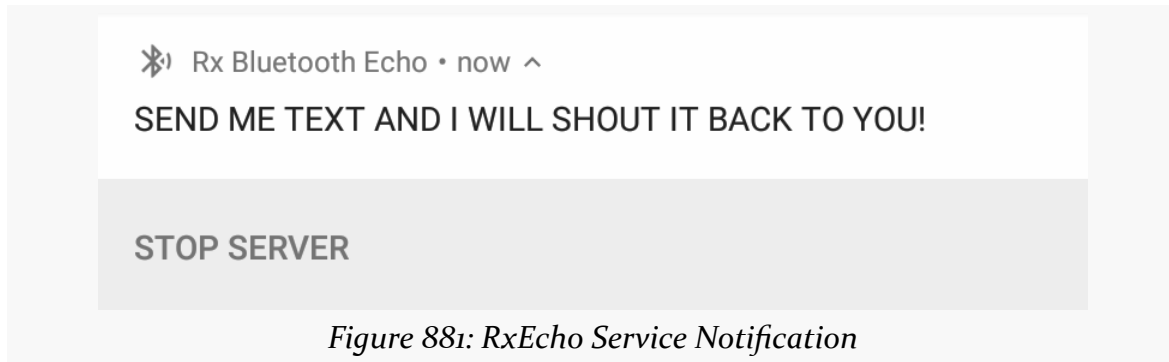 Rx Bluetooth Echo • now
SEND ME TEXT AND I WILL SHOUT IT BACK TO YOU!
STOP SERVER
Figure 881: RxEcho Service Notification